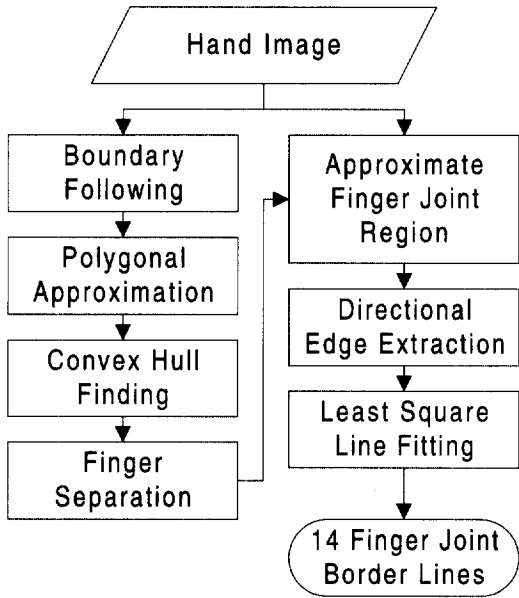 Hand Image
Boundary
Following
Polygonal
Approximation
Convex Hull
Finding
Finger
Separation
Approximate
Finger Joint
Region
Directional
Edge Extraction
Least Square
Line Fitting
14 Finger Joint
Border Lines